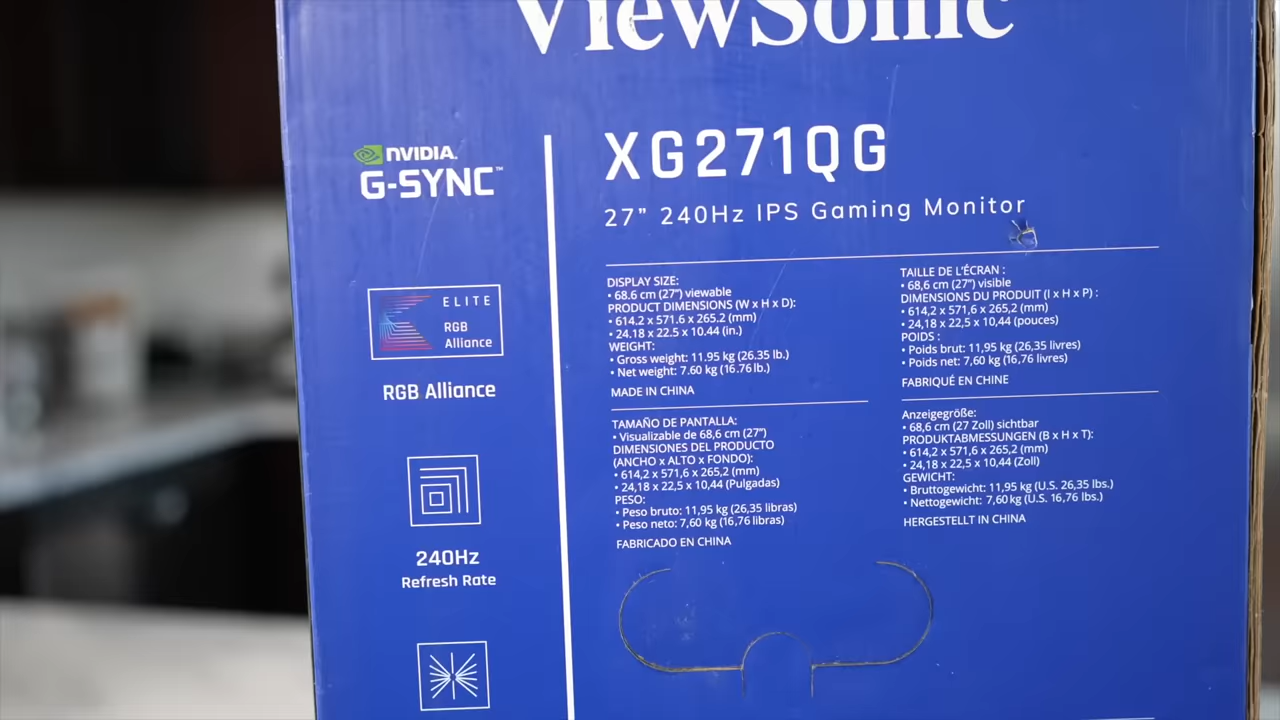 ViewSonic
NVIDIA.
G-SYNC™
ELITE
RGB
Alliance
RGB Alliance
240Hz
Refresh Rate
XG271QG
27” 240Hz IPS Gaming Monitor
DISPLAY SIZE:
• 68.6 cm (27”) viewable
PRODUCT DIMENSIONS (W x H x D):
• 614.2 x 571.6 x 265.2 (mm)
• 24.18 x 22.5 x 10.44 (in.)
WEIGHT:
• Gross weight: 11.95 kg (26.35 lb.)
• Net weight: 7.60 kg (16.76 lb.)
MADE IN CHINA
TAILLE DE L’ÉCRAN :
• 68,6 cm (27”) visible
DIMENSIONS DU PRODUIT (l x H x P) :
• 614,2 x 571,6 x 265,2 (mm)
• 24,18 x 22,5 x 10,44 (pouces)
POIDS :
• Poids brut: 11,95 kg (26,35 livres)
• Poids net: 7,60 kg (16,76 livres)
FABRIQUÉ EN CHINE
TAMAÑO DE PANTALLA:
• Visualizable de 68,6 cm (27”)
DIMENSIONES DEL PRODUCTO
(ANCHO x ALTO x FONDO):
• 614,2 x 571,6 x 265,2 (mm)
• 24,18 x 22,5 x 10,44 (Pulgadas)
PESO:
• Peso bruto: 11,95 kg (26,35 libras)
• Peso neto: 7,60 kg (16,76 libras)
FABRICADO EN CHINA
Anzeigegröße:
• 68,6 cm (27 Zoll) sichtbar
PRODUKTABMESSUNGEN (B x H x T):
• 614,2 x 571,6 x 265,2 (mm)
• 24,18 x 22,5 x 10,44 (Zoll)
GEWICHT:
• Bruttogewicht: 11,95 kg (U.S. 26,35 lbs.)
• Nettogewicht: 7,60 kg (U.S. 16,76 lbs.)
HERGESTELLT IN CHINA